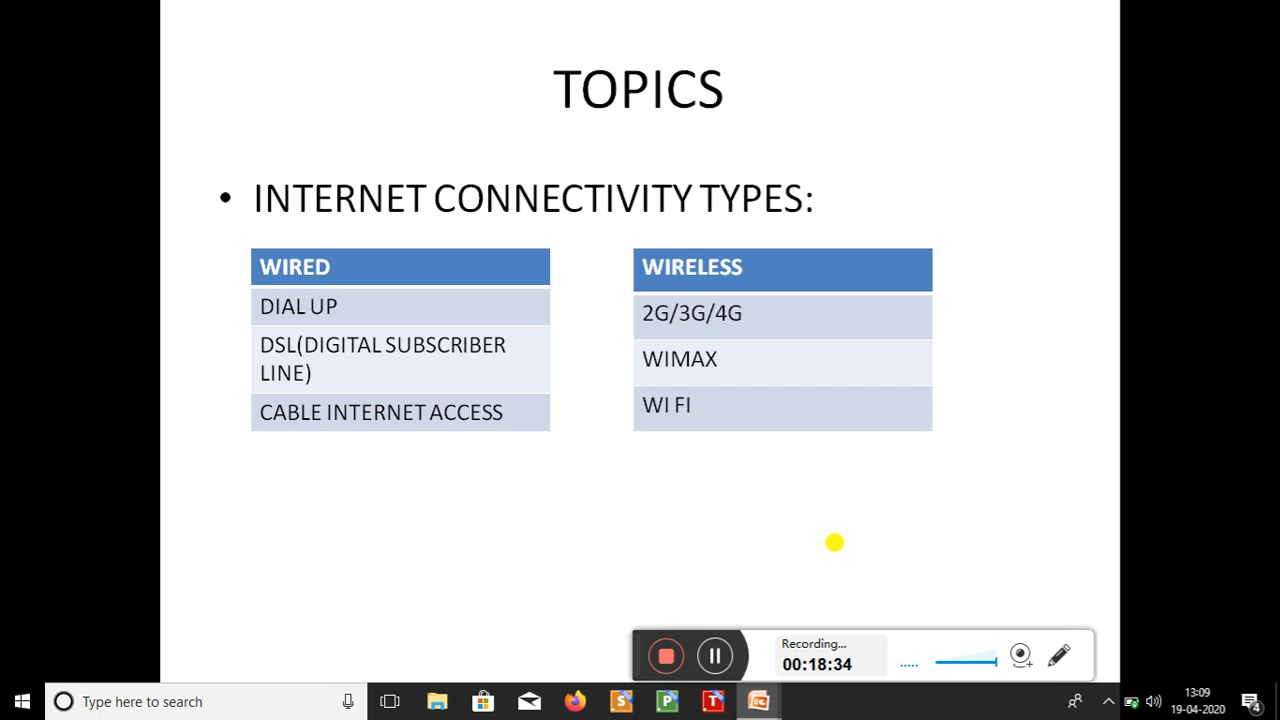 TOPICS
• INTERNET CONNECTIVITY TYPES:
WIRED
DIAL UP
DSL(DIGITAL SUBSCRIBER
LINE)
CABLE INTERNET ACCESS
WIRELESS
2G/3G/4G
WIMAX
WI FI
Recording...
00:18:34
Type here to search
S
P
T
13:09
19-04-2020
4